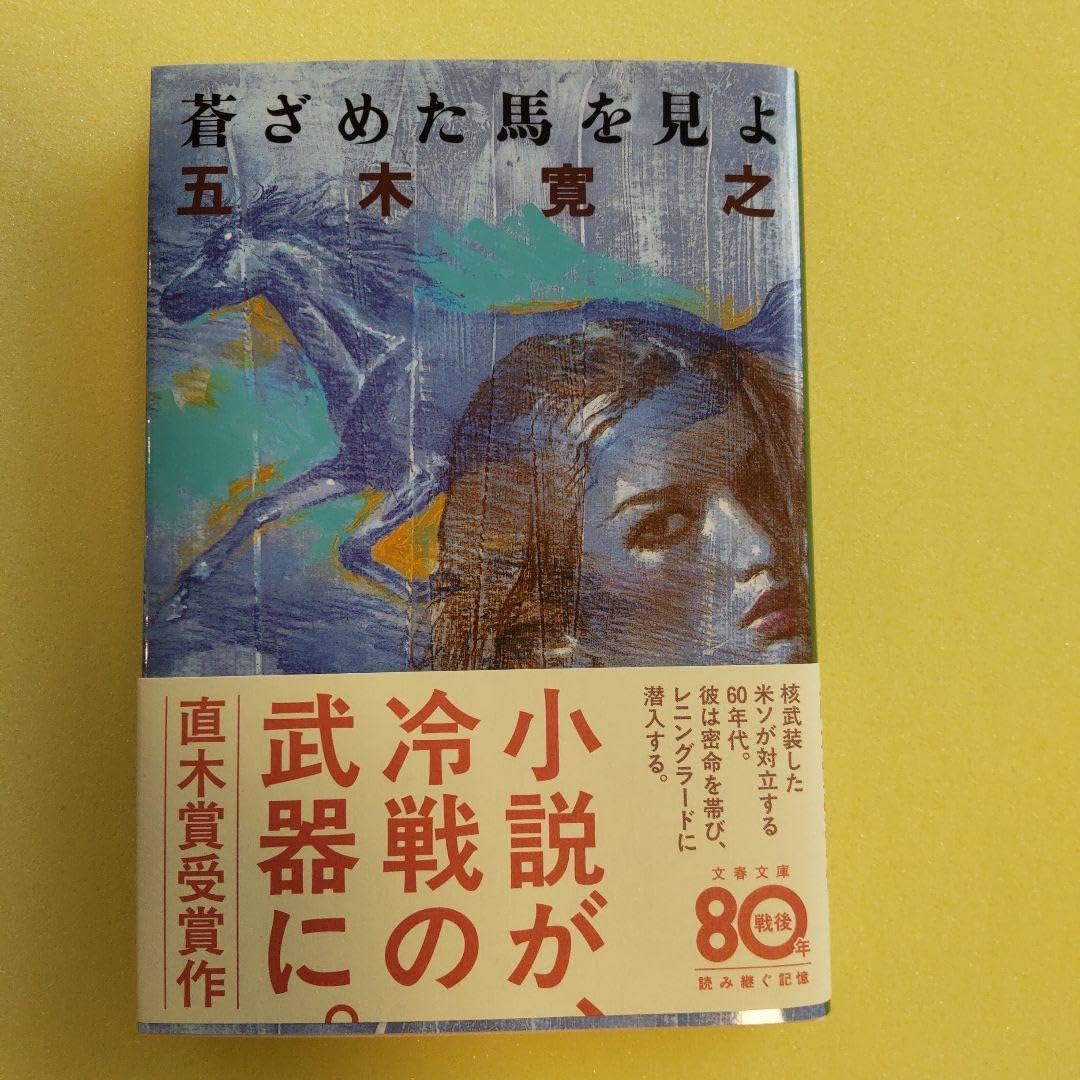 蒼ざめた馬を見よ
五木寛之
核武装した
米ソが対立する
60年代。
彼は密命を帯び、
レニングラードに
潜入する。
小説が、
冷戦の
武器に。
直木賞受賞作
文春文庫
戦後
80年
読み継ぐ記憶